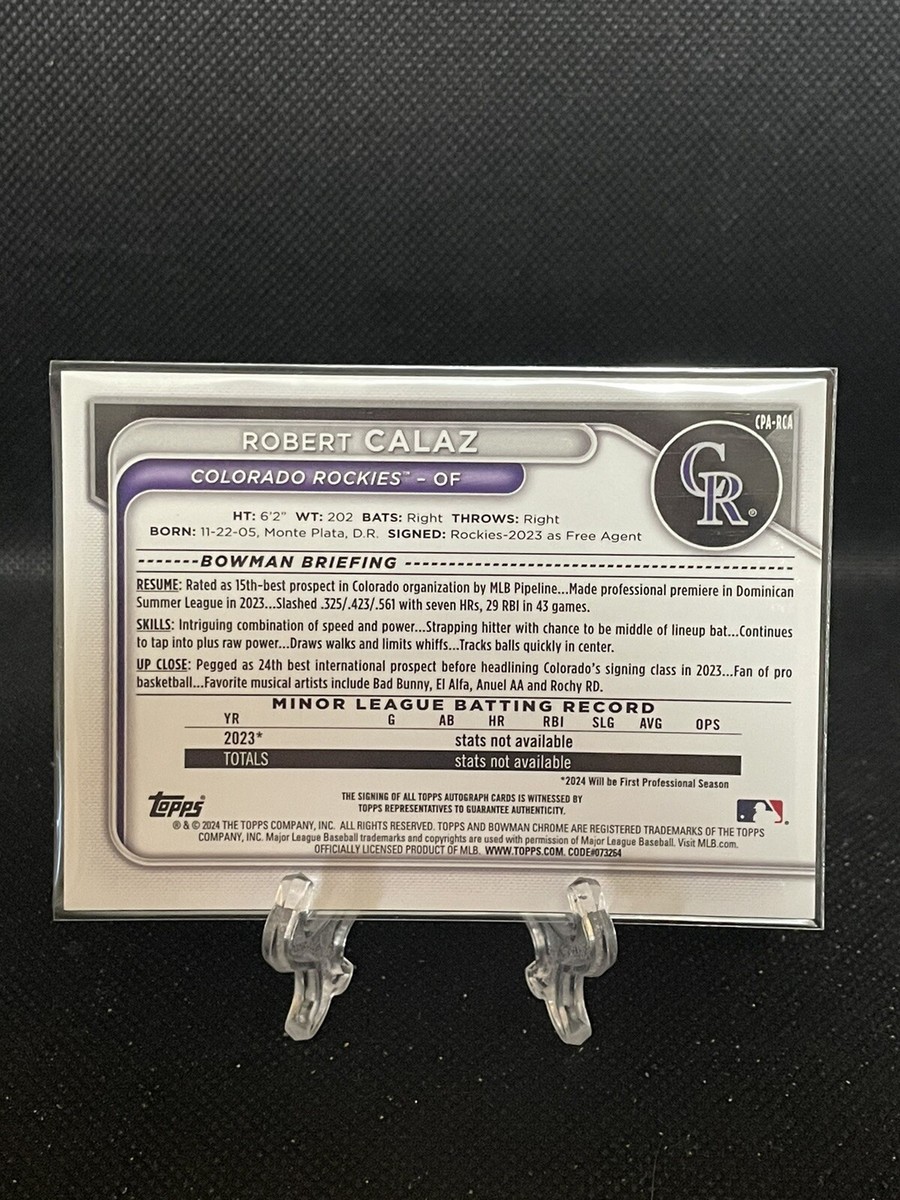 CPA-RCA
ROBERT CALAZ
COLORADO ROCKIES™ – OF
CR®
HT: 6'2" WT: 202 BATS: Right THROWS: Right
BORN: 11-22-05, Monte Plata, D.R. SIGNED: Rockies-2023 as Free Agent
-------BOWMAN BRIEFING ------------------------------------------------
RESUME: Rated as 15th-best prospect in Colorado organization by MLB Pipeline...Made professional premiere in Dominican
Summer League in 2023...Slashed .325/.423/.561 with seven HRs, 29 RBI in 43 games.
SKILLS: Intriguing combination of speed and power...Strapping hitter with chance to be middle of lineup bat...Continues
to tap into plus raw power...Draws walks and limits whiffs...Tracks balls quickly in center.
UP CLOSE: Pegged as 24th best international prospect before headlining Colorado's signing class in 2023...Fan of pro
basketball...Favorite musical artists include Bad Bunny, El Alfa, Anuel AA and Rochy RD.
MINOR LEAGUE BATTING RECORD
YR G AB HR RBI SLG AVG OPS
2023* stats not available
TOTALS stats not available
*2024 Will be First Professional Season
Topps®
THE SIGNING OF ALL TOPPS AUTOGRAPH CARDS IS WITNESSED BY
TOPPS REPRESENTATIVES TO GUARANTEE AUTHENTICITY.
® & © 2024 THE TOPPS COMPANY, INC. ALL RIGHTS RESERVED. TOPPS AND BOWMAN CHROME ARE REGISTERED TRADEMARKS OF THE TOPPS
COMPANY, INC. Major League Baseball trademarks and copyrights are used with permission of Major League Baseball. Visit MLB.com.
OFFICIALLY LICENSED PRODUCT OF MLB. WWW.TOPPS.COM. CODE#073264